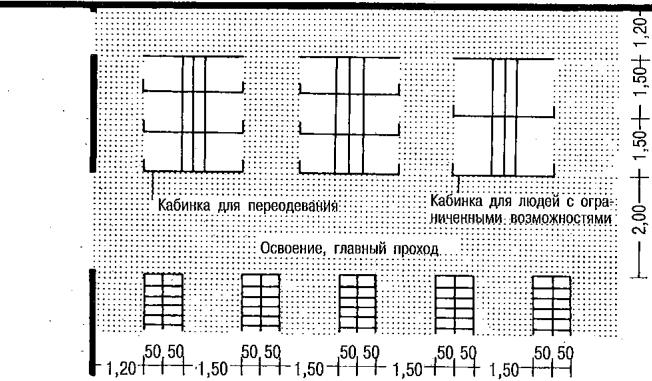 1,20
1,50
1,50
2,00
Кабинка для переодевания
Кабинка для людей с огра-
ниченными возможностями
Освоение, главный проход
50 50 50 50 50 50 50 50 50 50
1,20 1,50 1,50 1,50 1,50